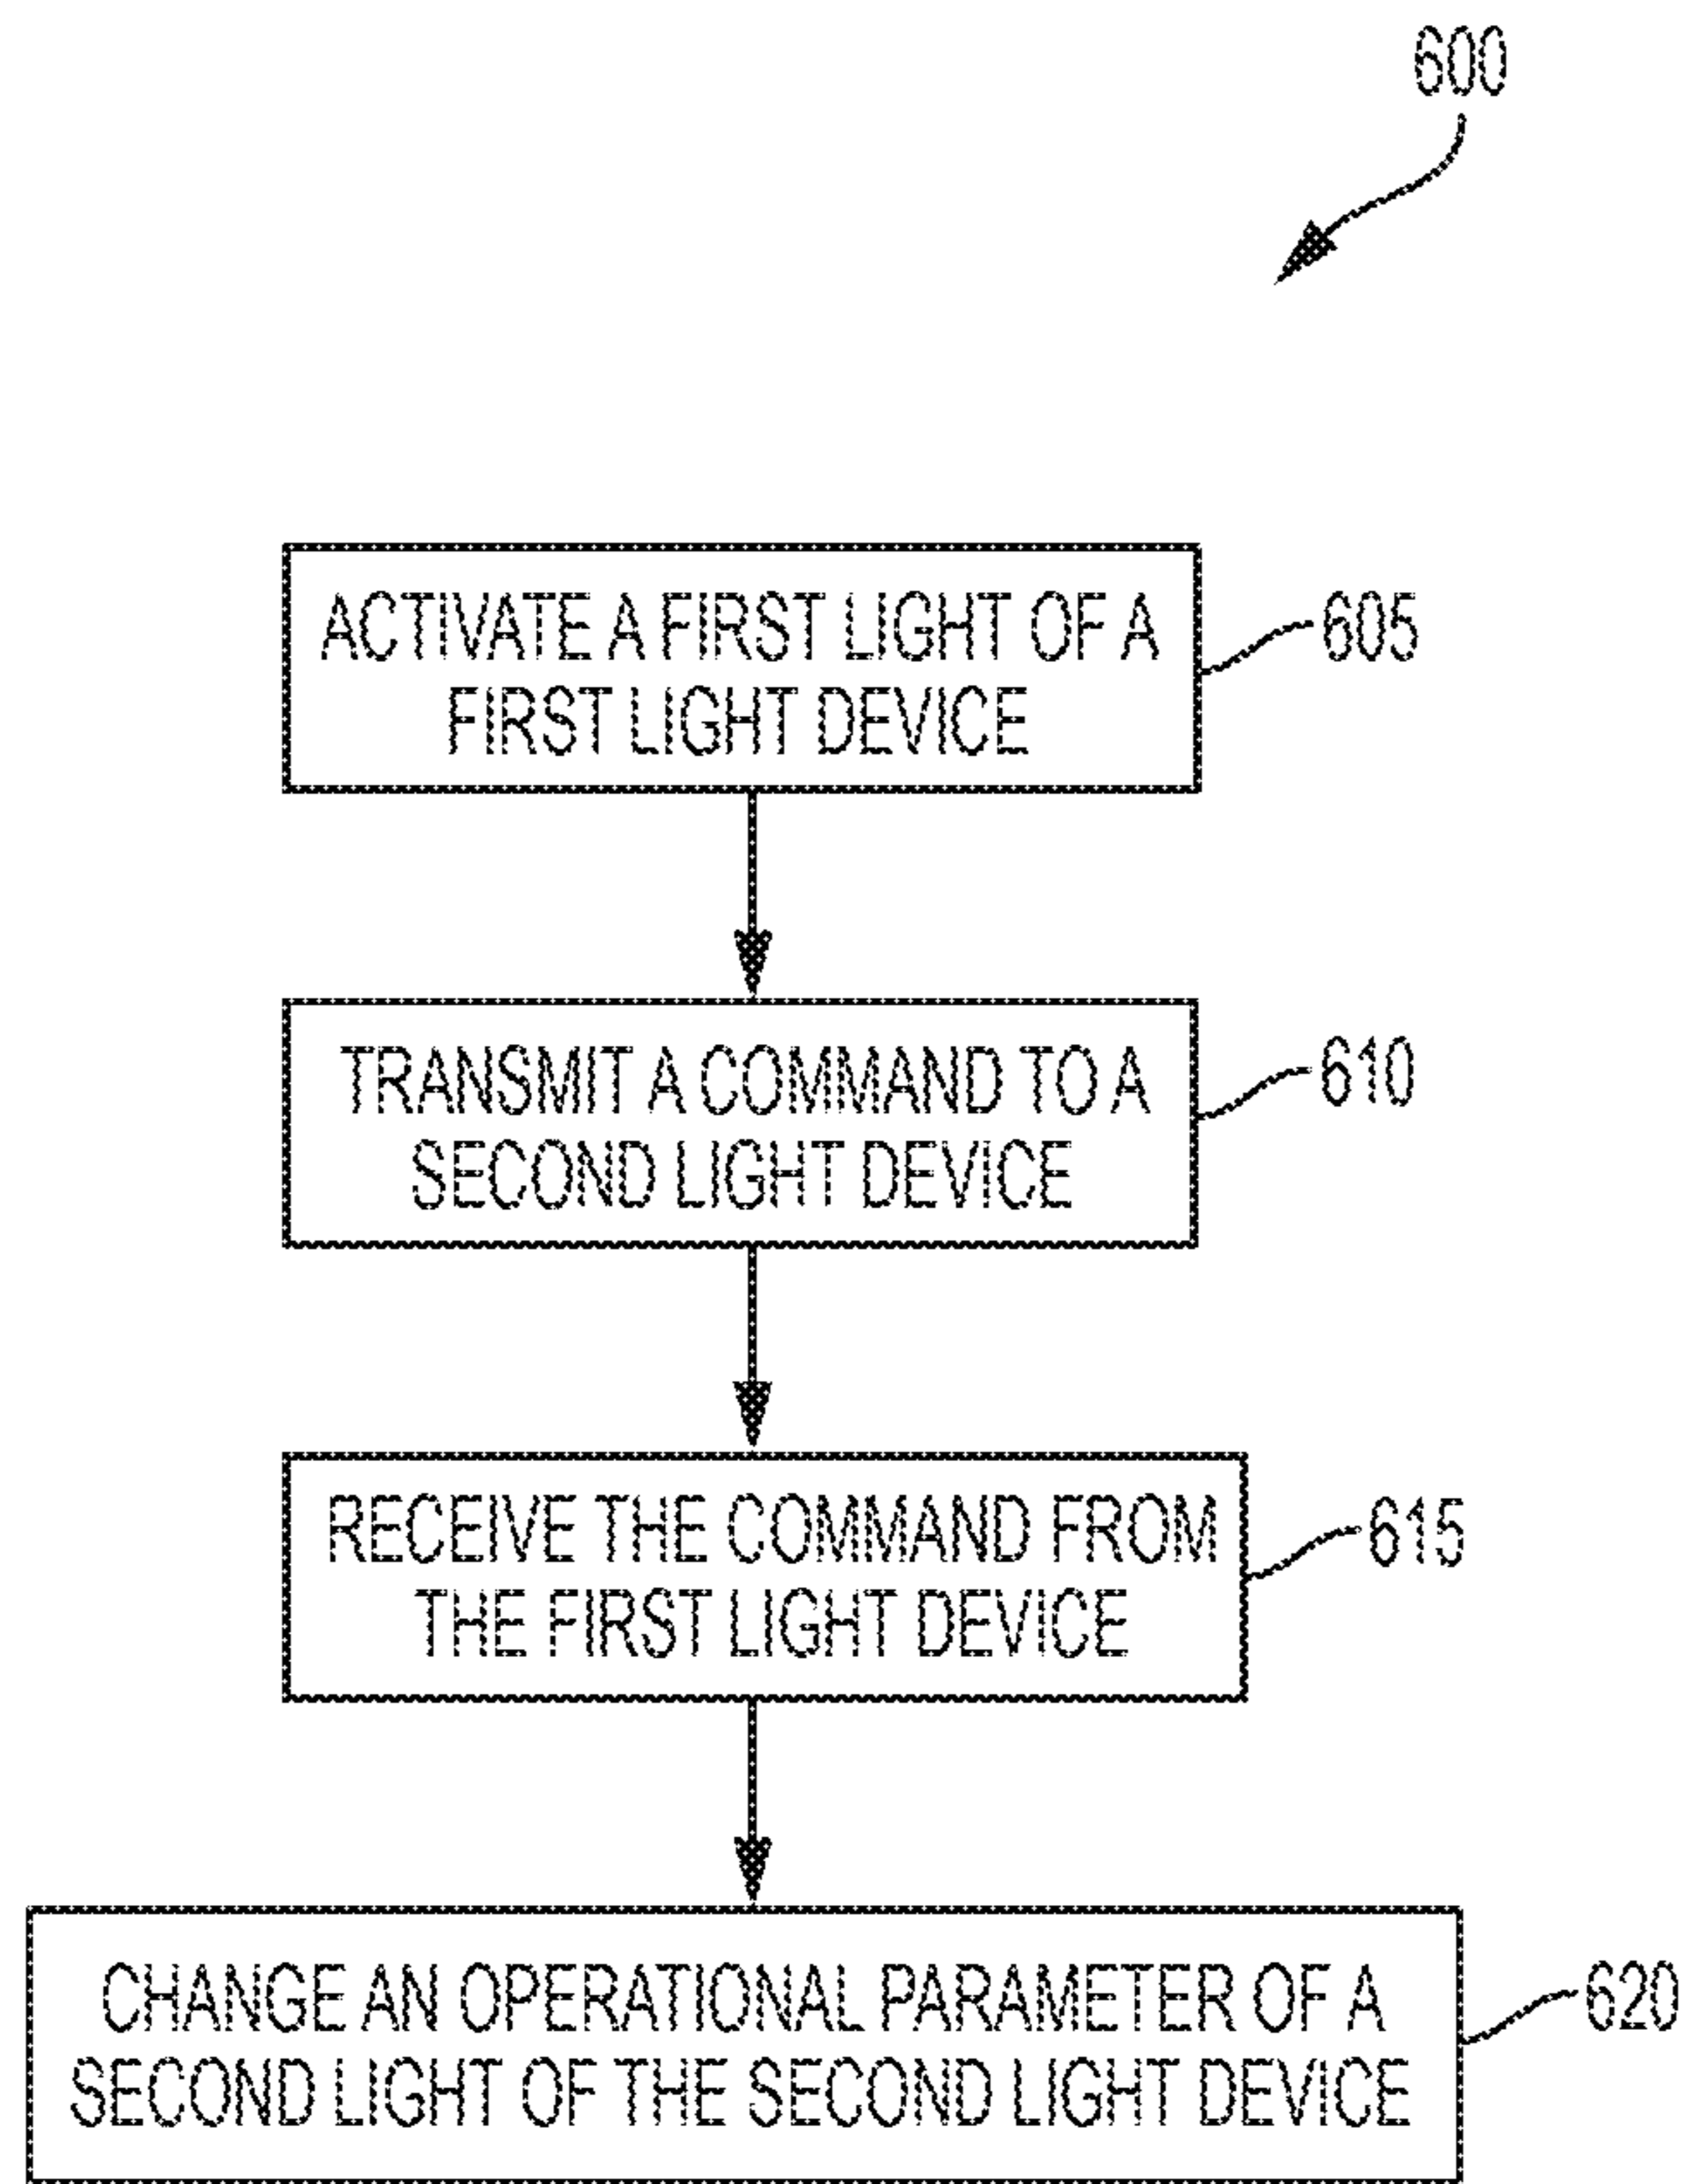 600
ACTIVATE A FIRST LIGHT OF A
FIRST LIGHT DEVICE
605
TRANSMIT A COMMAND TO A
SECOND LIGHT DEVICE
610
RECEIVE THE COMMAND FROM
THE FIRST LIGHT DEVICE
615
CHANGE AN OPERATIONAL PARAMETER OF A
SECOND LIGHT OF THE SECOND LIGHT DEVICE
620